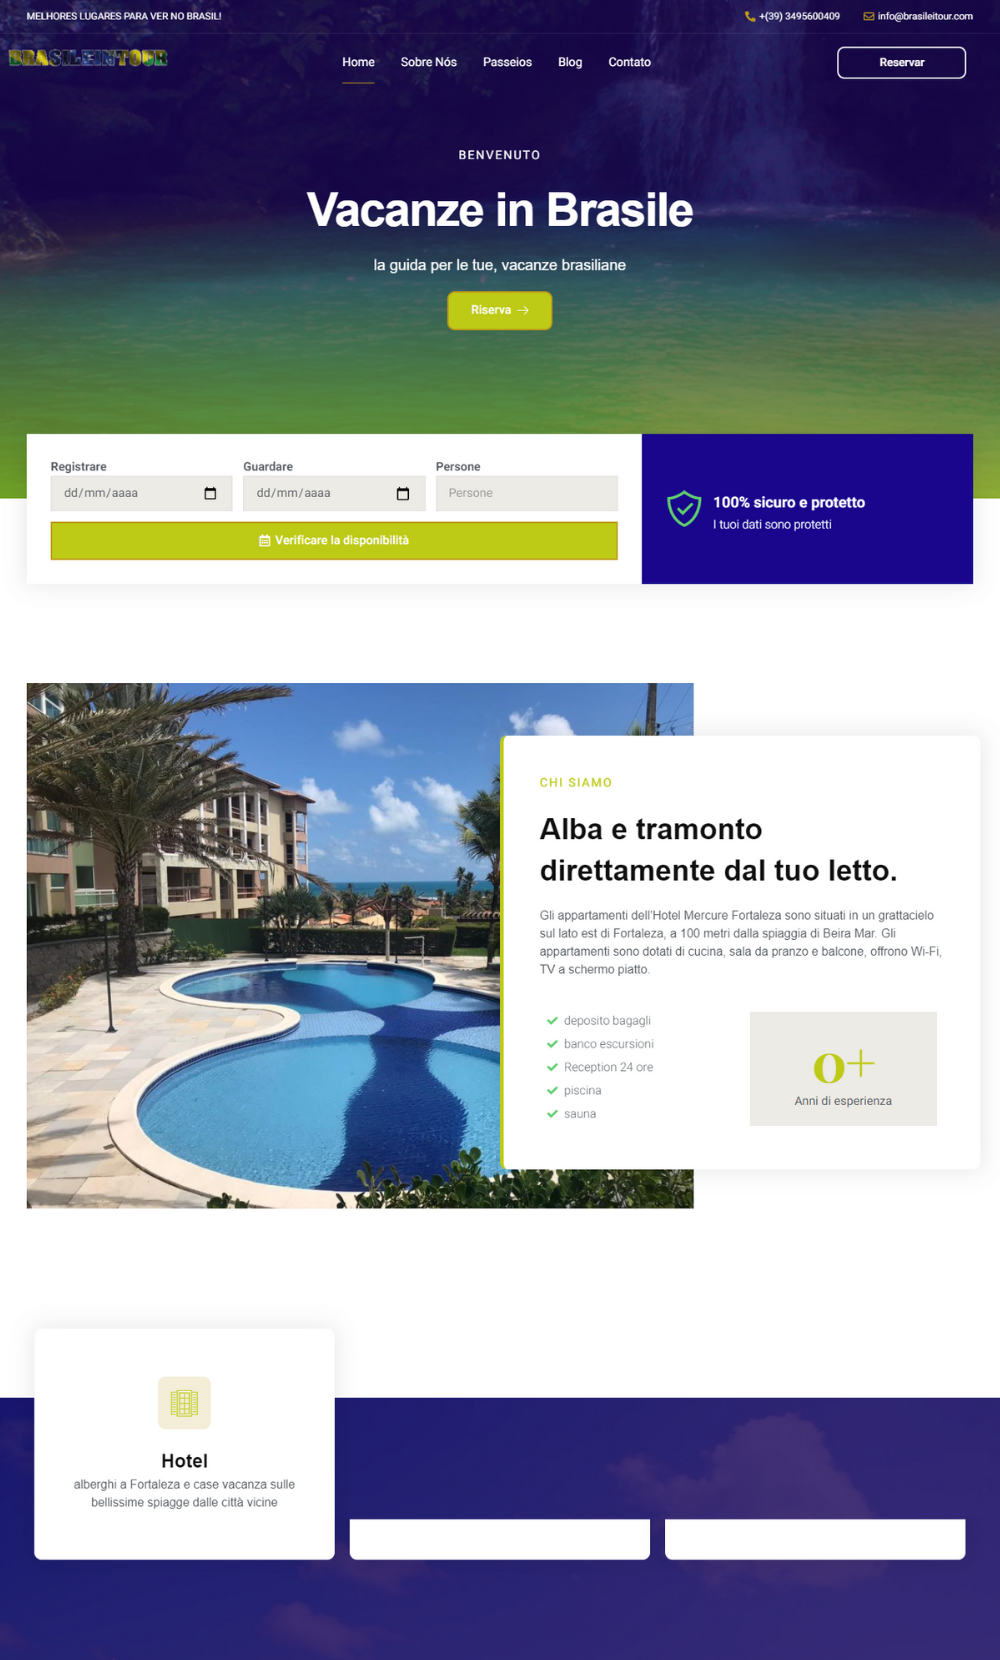 MELHORES LUGARES PARA VER NO BRASIL!
+(39) 3495600409
info@brasileitour.com
BRASILEINTOUR
Home
Sobre Nós
Passeios
Blog
Contato
Reservar
BENVENUTO
Vacanze in Brasile
la guida per le tue, vacanze brasiliane
Riserva
Registrare
Guardare
Persone
dd/mm/aaaa
dd/mm/aaaa
Persone
Verificare la disponibilità
100% sicuro e protetto
I tuoi dati sono protetti
CHI SIAMO
Alba e tramonto
direttamente dal tuo letto.
Gli appartamenti dell'Hotel Mercure Fortaleza sono situati in un grattacielo
sul lato est di Fortaleza, a 100 metri dalla spiaggia di Beira Mar. Gli
appartamenti sono dotati di cucina, sala da pranzo e balcone, offrono Wi-Fi,
TV a schermo piatto.
deposito bagagli
banco escursioni
Reception 24 ore
piscina
sauna
0+
Anni di esperienza
Hotel
alberghi a Fortaleza e case vacanza sulle
bellissime spiagge dalle città vicine